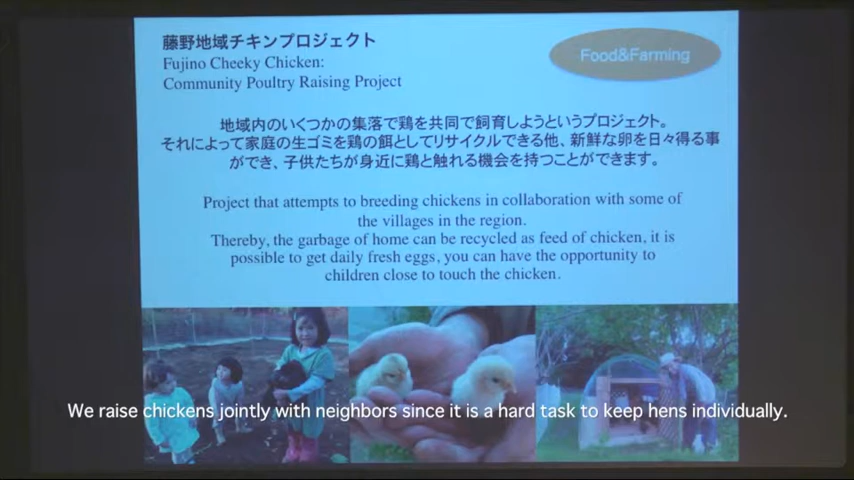 藤野地域チキンプロジェクト
Fujino Cheeky Chicken:
Community Poultry Raising Project
Food&Farming
地域内のいくつかの集落で鶏を共同で飼育しようというプロジェクト。
それによって家庭の生ゴミを鶏の餌としてリサイクルできる他、新鮮な卵を日々得る事
ができ、子供たちが身近に鶏と触れる機会を持つことができます。
Project that attempts to breeding chickens in collaboration with some of
the villages in the region.
Thereby, the garbage of home can be recycled as feed of chicken, it is
possible to get daily fresh eggs, you can have the opportunity to
children close to touch the chicken.
We raise chickens jointly with neighbors since it is a hard task to keep hens individually.